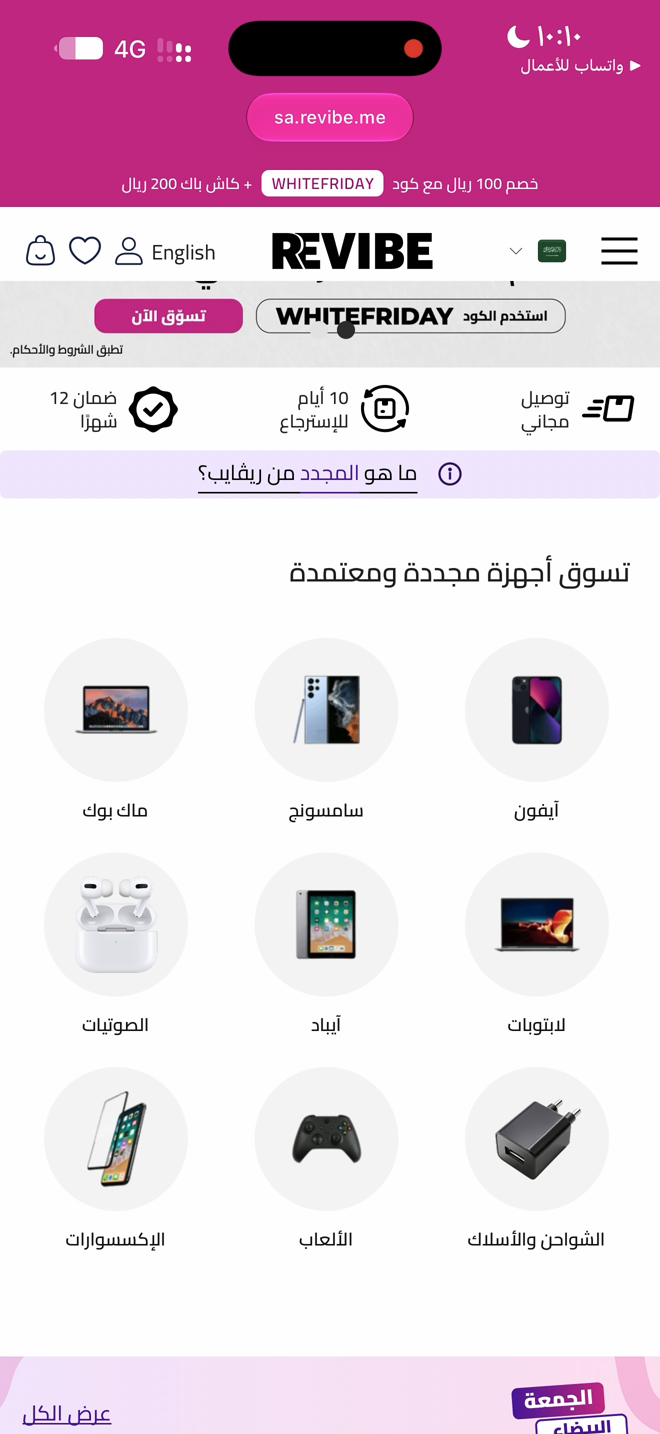 ١٠:١٠
4G
◀ واتساب للأعمال
sa.revibe.me
خصم 100 ريال مع كود WHITEFRIDAY + كاش باك 200 ريال
REVIBE
English
استخدم الكود WHITEFRIDAY
تسوّق الآن
تطبق الشروط والأحكام.
توصيل
مجاني
10 أيام
للإسترجاع
ضمان 12
شهرًا
ما هو المجدد من ريڤايب؟
تسوق أجهزة مجددة ومعتمدة
آيفون
سامسونج
ماك بوك
لابتوبات
آيباد
الصوتيات
الشواحن والأسلاك
الألعاب
الإكسسوارات
الجمعة
البيضاء
عرض الكل